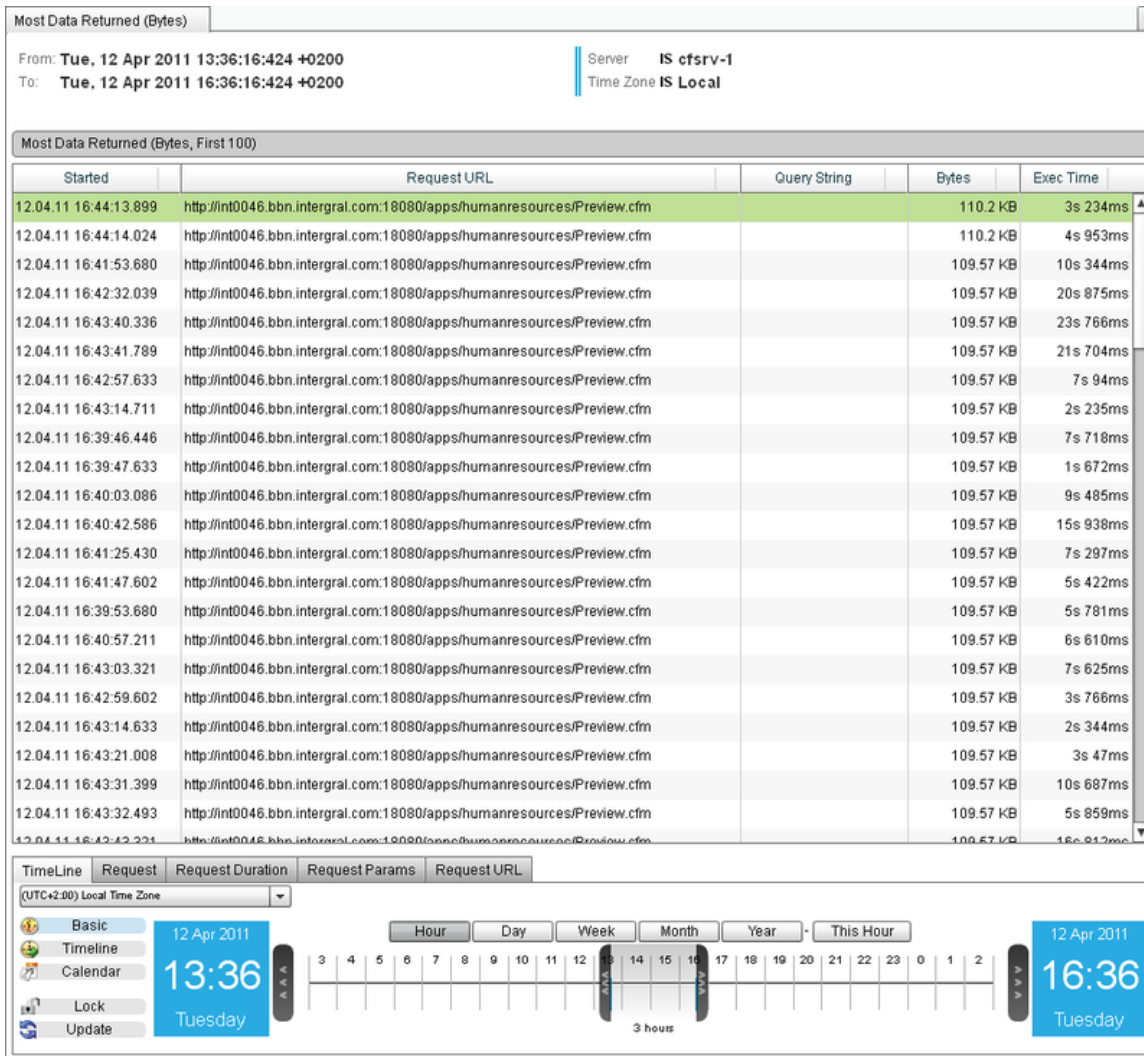 Most Data Returned (Bytes)
From: Tue, 12 Apr 2011 13:36:16:424 +0200
Server IS cfsrv-1
To: Tue, 12 Apr 2011 16:36:16:424 +0200
Time Zone IS Local
Most Data Returned (Bytes, First 100)
Started Request URL Query String Bytes Exec Time
12.04.11 16:44:13.899 http://int0046.bbn.intergral.com:18080/apps/humanresources/Preview.cfm 110.2 KB 3s 234ms
12.04.11 16:44:14.024 http://int0046.bbn.intergral.com:18080/apps/humanresources/Preview.cfm 110.2 KB 4s 953ms
12.04.11 16:41:53.680 http://int0046.bbn.intergral.com:18080/apps/humanresources/Preview.cfm 109.57 KB 10s 344ms
12.04.11 16:42:32.039 http://int0046.bbn.intergral.com:18080/apps/humanresources/Preview.cfm 109.57 KB 20s 875ms
12.04.11 16:43:40.336 http://int0046.bbn.intergral.com:18080/apps/humanresources/Preview.cfm 109.57 KB 23s 766ms
12.04.11 16:43:41.789 http://int0046.bbn.intergral.com:18080/apps/humanresources/Preview.cfm 109.57 KB 21s 704ms
12.04.11 16:42:57.633 http://int0046.bbn.intergral.com:18080/apps/humanresources/Preview.cfm 109.57 KB 7s 94ms
12.04.11 16:43:14.711 http://int0046.bbn.intergral.com:18080/apps/humanresources/Preview.cfm 109.57 KB 2s 235ms
12.04.11 16:39:46.446 http://int0046.bbn.intergral.com:18080/apps/humanresources/Preview.cfm 109.57 KB 7s 718ms
12.04.11 16:39:47.633 http://int0046.bbn.intergral.com:18080/apps/humanresources/Preview.cfm 109.57 KB 1s 672ms
12.04.11 16:40:03.086 http://int0046.bbn.intergral.com:18080/apps/humanresources/Preview.cfm 109.57 KB 9s 485ms
12.04.11 16:40:42.586 http://int0046.bbn.intergral.com:18080/apps/humanresources/Preview.cfm 109.57 KB 15s 938ms
12.04.11 16:41:25.430 http://int0046.bbn.intergral.com:18080/apps/humanresources/Preview.cfm 109.57 KB 7s 297ms
12.04.11 16:41:47.602 http://int0046.bbn.intergral.com:18080/apps/humanresources/Preview.cfm 109.57 KB 5s 422ms
12.04.11 16:39:53.680 http://int0046.bbn.intergral.com:18080/apps/humanresources/Preview.cfm 109.57 KB 5s 781ms
12.04.11 16:40:57.211 http://int0046.bbn.intergral.com:18080/apps/humanresources/Preview.cfm 109.57 KB 6s 610ms
12.04.11 16:43:03.321 http://int0046.bbn.intergral.com:18080/apps/humanresources/Preview.cfm 109.57 KB 7s 625ms
12.04.11 16:42:59.602 http://int0046.bbn.intergral.com:18080/apps/humanresources/Preview.cfm 109.57 KB 3s 766ms
12.04.11 16:43:14.633 http://int0046.bbn.intergral.com:18080/apps/humanresources/Preview.cfm 109.57 KB 2s 344ms
12.04.11 16:43:21.008 http://int0046.bbn.intergral.com:18080/apps/humanresources/Preview.cfm 109.57 KB 3s 47ms
12.04.11 16:43:31.399 http://int0046.bbn.intergral.com:18080/apps/humanresources/Preview.cfm 109.57 KB 10s 687ms
12.04.11 16:43:32.493 http://int0046.bbn.intergral.com:18080/apps/humanresources/Preview.cfm 109.57 KB 5s 859ms
12.04.11 16:43:43.321 http://int0046.bbn.intergral.com:18080/apps/humanresources/Preview.cfm 109.57 KB 16s 812ms
TimeLine Request Request Duration Request Params Request URL
(UTC+2:00) Local Time Zone
Basic
Timeline
Calendar
Lock
Update
12 Apr 2011
13:36
Tuesday
Hour Day Week Month Year - This Hour
3 4 5 6 7 8 9 10 11 12 13 14 15 16 17 18 19 20 21 22 23 0 1 2
3 hours
12 Apr 2011
16:36
Tuesday